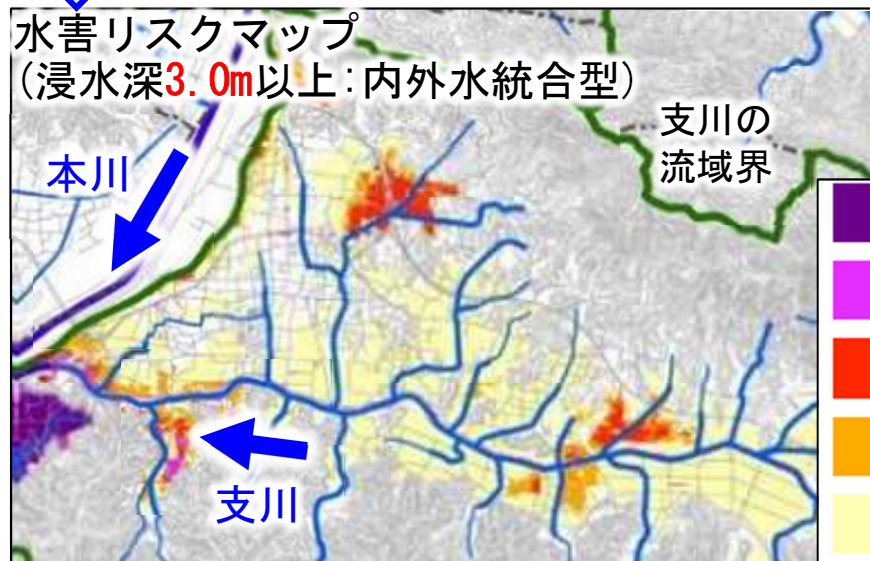 水害リスクマップ
(浸水深3.0m以上:内外水統合型)
支川の
流域界
本川
支川